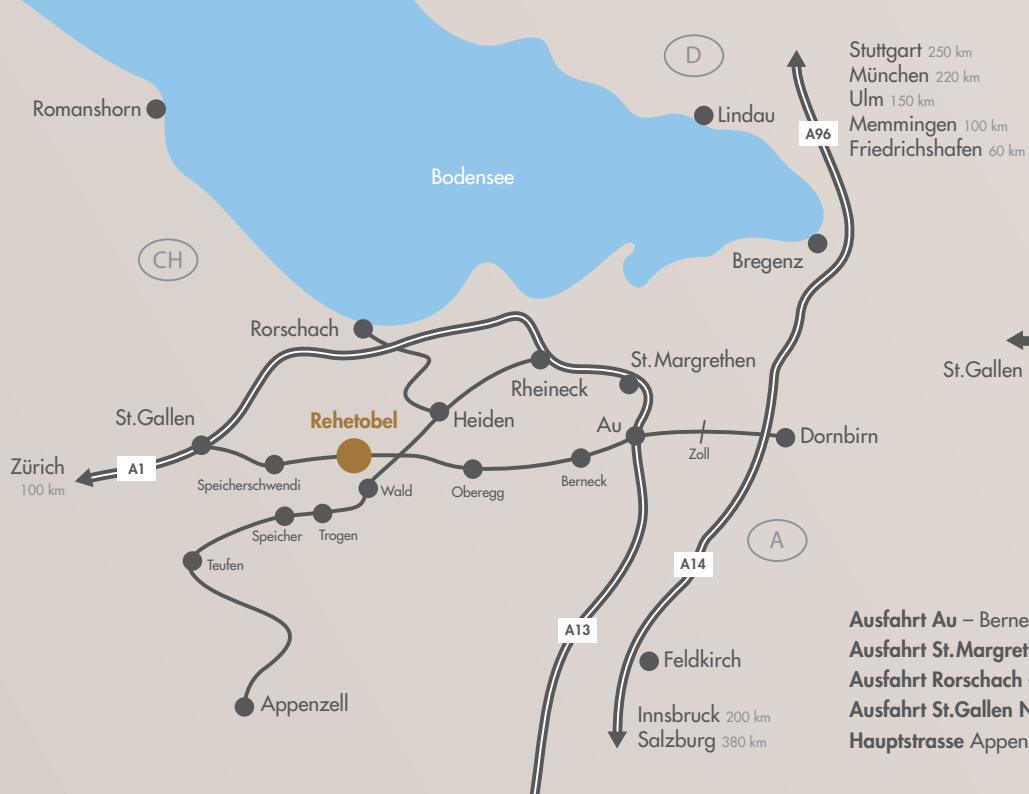 D
Stuttgart 250 km
München 220 km
Ulm 150 km
Memmingen 100 km
Friedrichshafen 60 km
A96
Romanshorn
Lindau
Bodensee
CH
Bregenz
Rorschach
St.Margrethen
St.Gallen
Rheineck
St.Gallen
Rehetobel
Heiden
Au
Dornbirn
Zoll
Zürich
100 km
A1
Speicherschwendi
Wald
Oberegg
Berneck
Speicher
Trogen
Teufen
A
A14
A13
Feldkirch
Appenzell
Innsbruck 200 km
Salzburg 380 km
Ausfahrt Au – Berne
Ausfahrt St.Margret
Ausfahrt Rorschach
Ausfahrt St.Gallen N
Hauptstrasse Appen